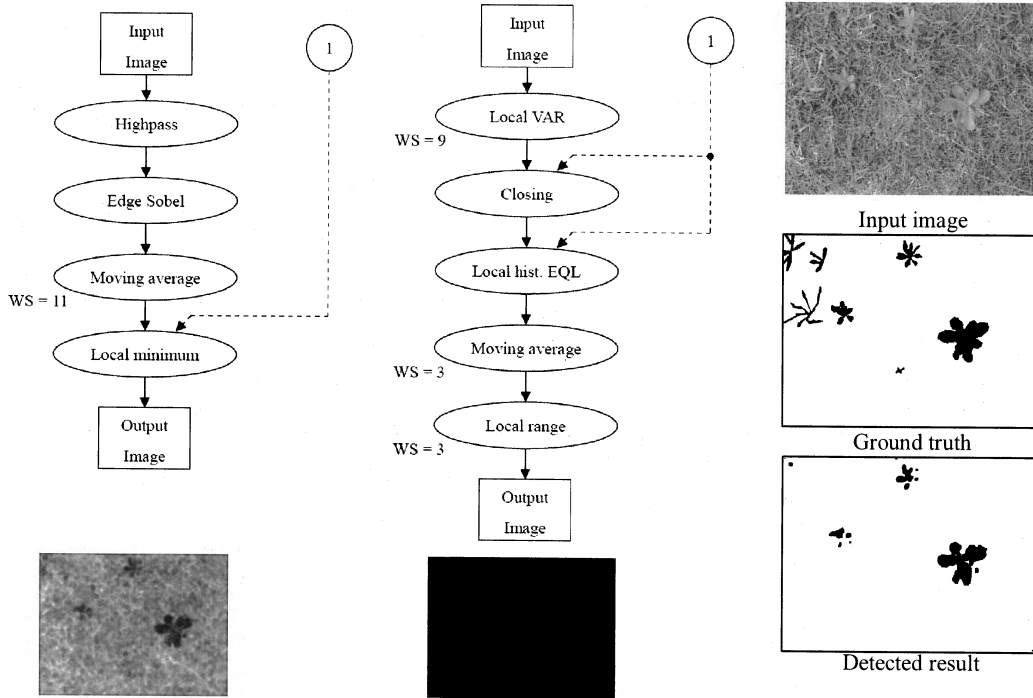 Input
Image
1
Highpass
Edge Sobel
Moving average
WS = 11
Local minimum
Output
Image
Input
Image
1
Local VAR
WS = 9
Closing
Local hist. EQL
Moving average
WS = 3
Local range
WS = 3
Output
Image
Input image
Ground truth
Detected result